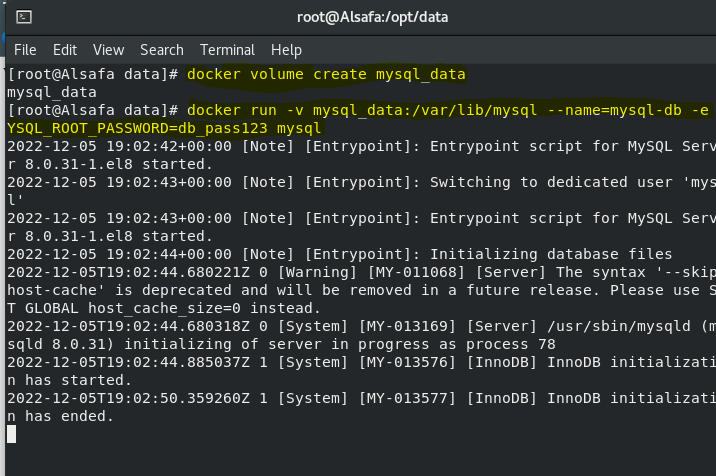 root@Alsafa:/opt/data
File Edit View Search Terminal Help
[root@Alsafa data]# docker volume create mysql_data
mysql_data
[root@Alsafa data]# docker run -v mysql_data:/var/lib/mysql --name=mysql-db -e
YSQL_ROOT_PASSWORD=db_pass123 mysql
2022-12-05 19:02:42+00:00 [Note] [Entrypoint]: Entrypoint script for MySQL Serv
r 8.0.31-1.el8 started.
2022-12-05 19:02:43+00:00 [Note] [Entrypoint]: Switching to dedicated user 'mys
l'
2022-12-05 19:02:43+00:00 [Note] [Entrypoint]: Entrypoint script for MySQL Serv
r 8.0.31-1.el8 started.
2022-12-05 19:02:44+00:00 [Note] [Entrypoint]: Initializing database files
2022-12-05T19:02:44.680221Z 0 [Warning] [MY-011068] [Server] The syntax '--skip
host-cache' is deprecated and will be removed in a future release. Please use S
T GLOBAL host_cache_size=0 instead.
2022-12-05T19:02:44.680318Z 0 [System] [MY-013169] [Server] /usr/sbin/mysqld (m
sqld 8.0.31) initializing of server in progress as process 78
2022-12-05T19:02:44.885037Z 1 [System] [MY-013576] [InnoDB] InnoDB initializati
n has started.
2022-12-05T19:02:50.359260Z 1 [System] [MY-013577] [InnoDB] InnoDB initializati
n has ended.